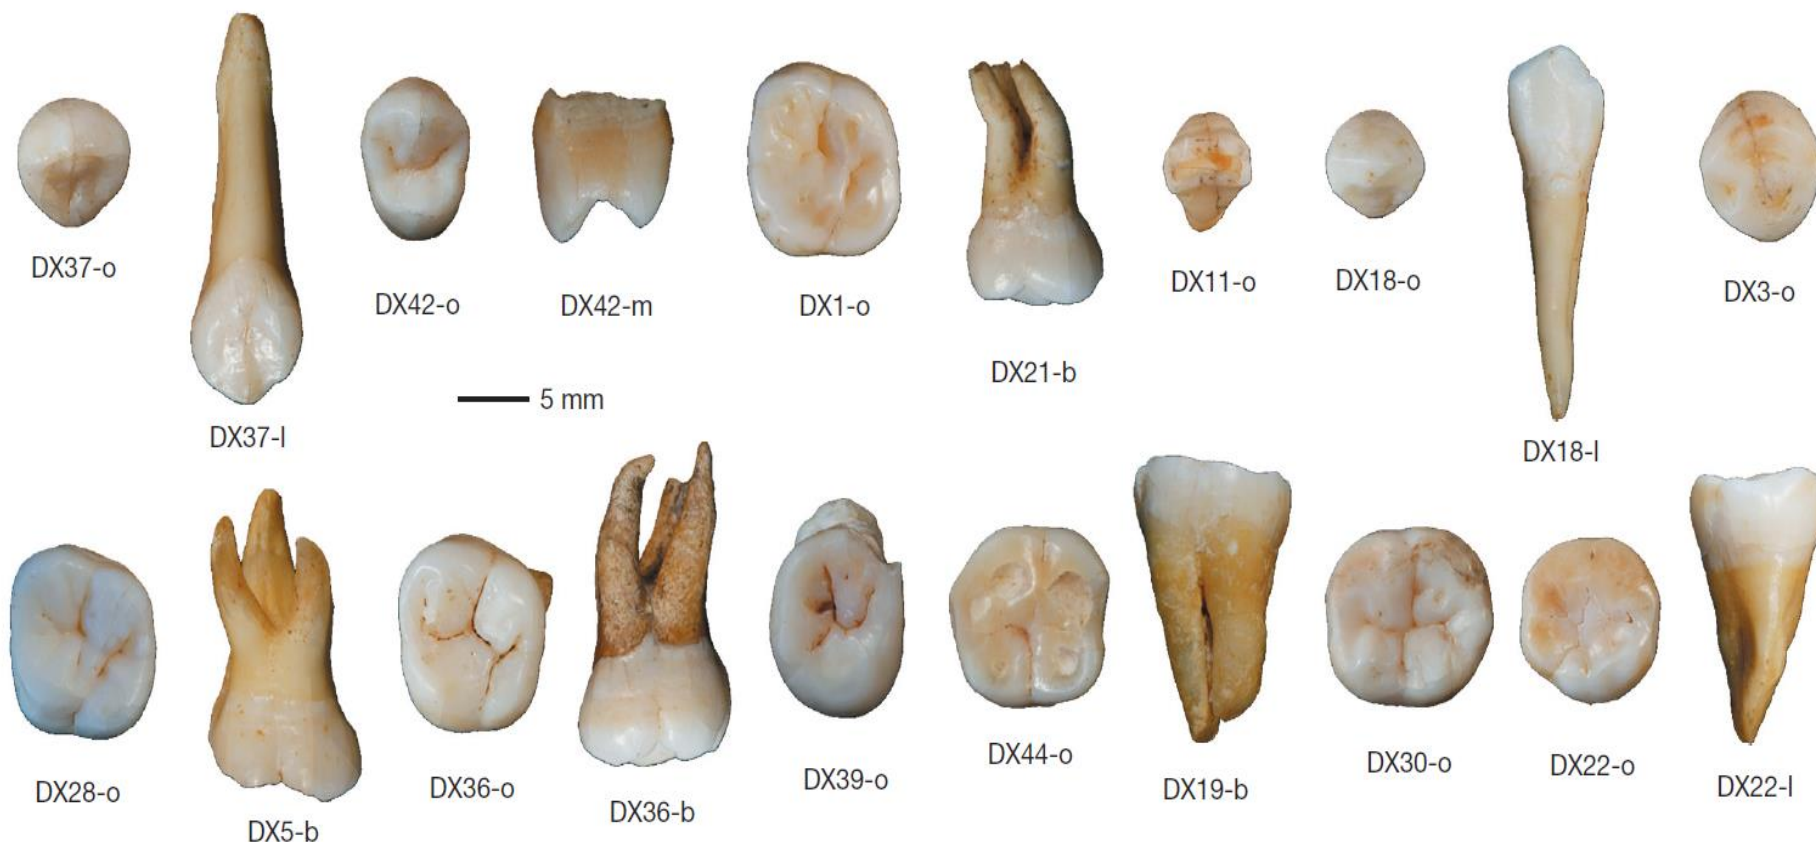 DX37-o
DX37-l
DX42-o
DX42-m
DX1-o
DX21-b
DX11-o
DX18-o
DX18-l
DX3-o
5 mm
DX28-o
DX5-b
DX36-o
DX36-b
DX39-o
DX44-o
DX19-b
DX30-o
DX22-o
DX22-l